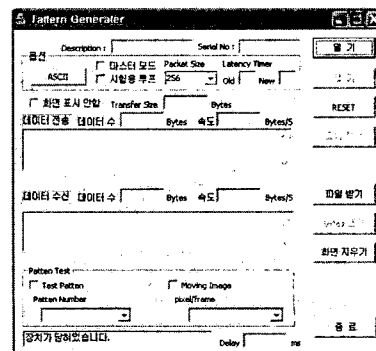 Pattern Generater
Description : Serial No :
열 기
옵션
ASCII
마스터 모드
시험용 루프
Packet Size
256
Latency Timer
Old New
화면 표시 안함 Transfer Size Bytes
RESET
데이터 전송 데이터 수 Bytes 속도 Bytes/S
데이터 수신 데이터 수 Bytes 속도 Bytes/S
파일 받기
화면 지우기
Patten Test
Test Patten
Moving Image
Patten Number
pixel/frame
종 료
장치가 닫혀있습니다.
Delay ms